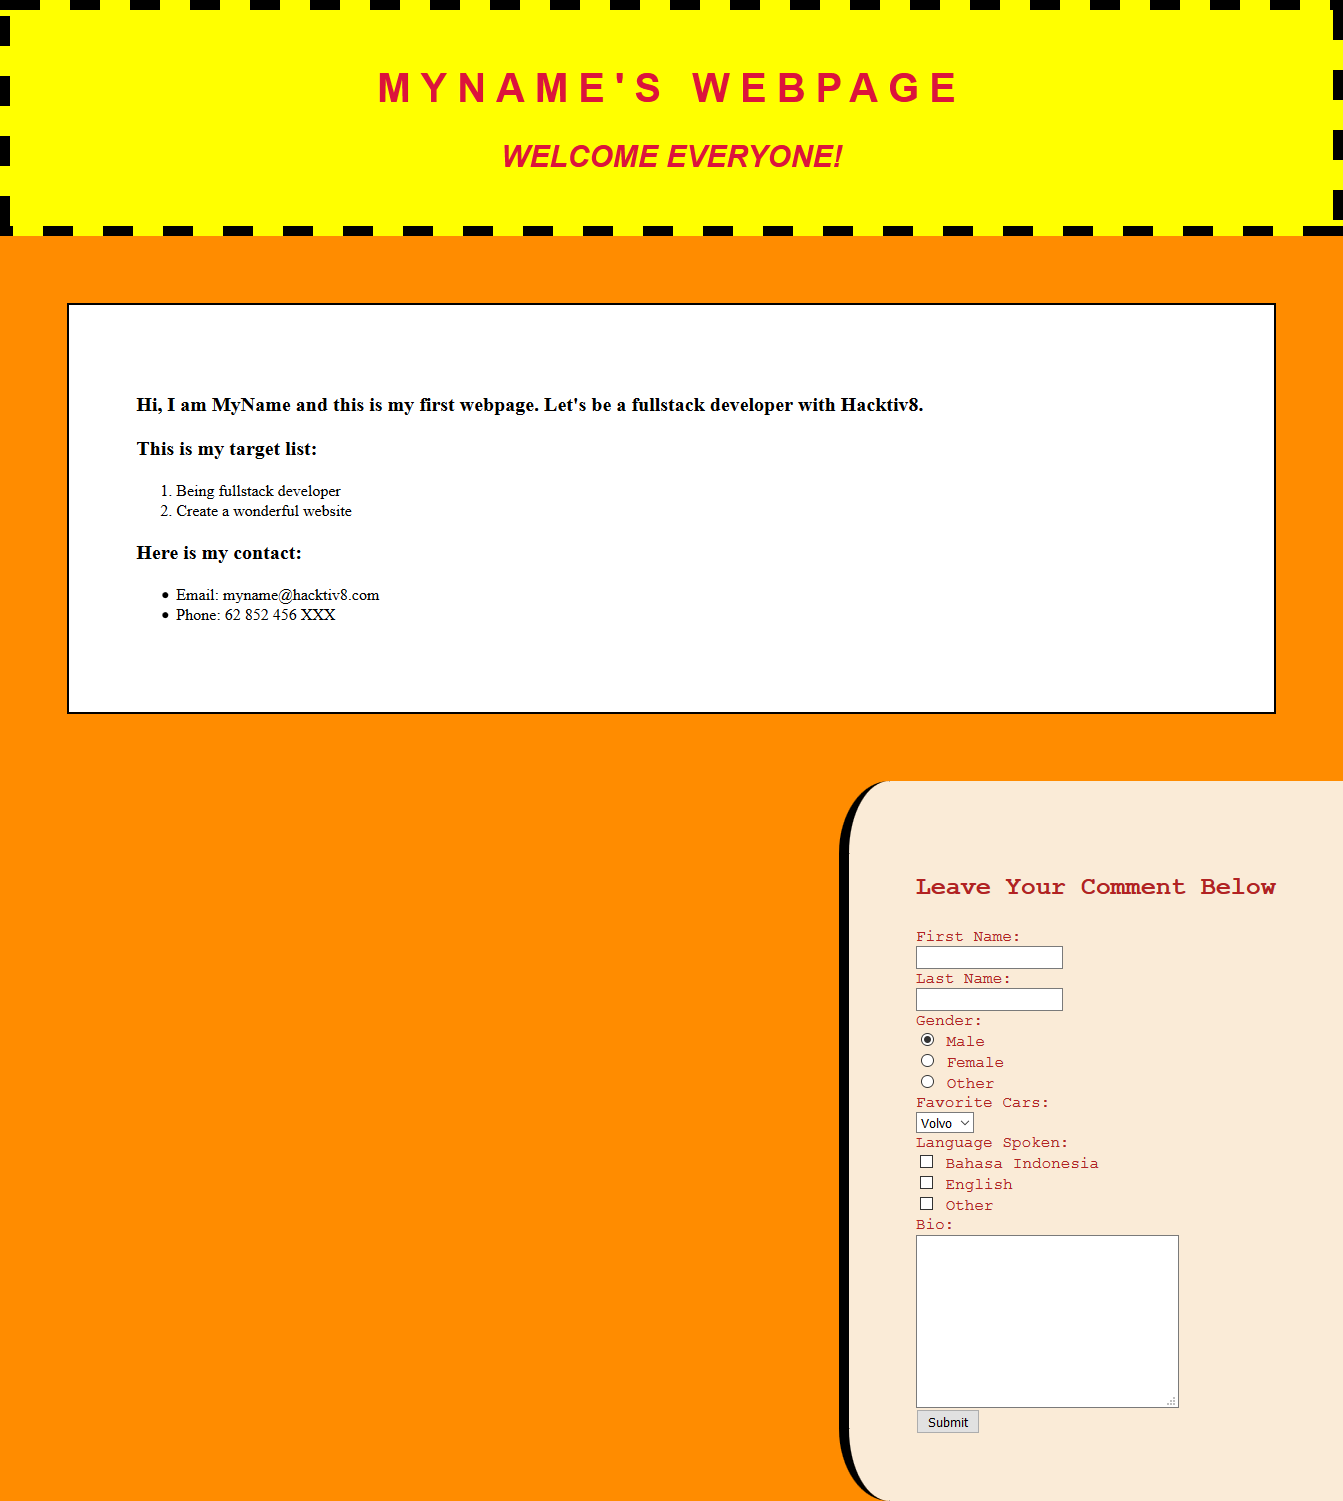 MYNAME'S WEBPAGE
WELCOME EVERYONE!
Hi, I am MyName and this is my first webpage. Let's be a fullstack developer with Hacktiv8.
This is my target list:
1. Being fullstack developer
2. Create a wonderful website
Here is my contact:
• Email: myname@hacktiv8.com
• Phone: 62 852 456 XXX
Leave Your Comment Below
First Name:
Last Name:
Gender:
Male
Female
Other
Favorite Cars:
Volvo
Language Spoken:
Bahasa Indonesia
English
Other
Bio:
Submit